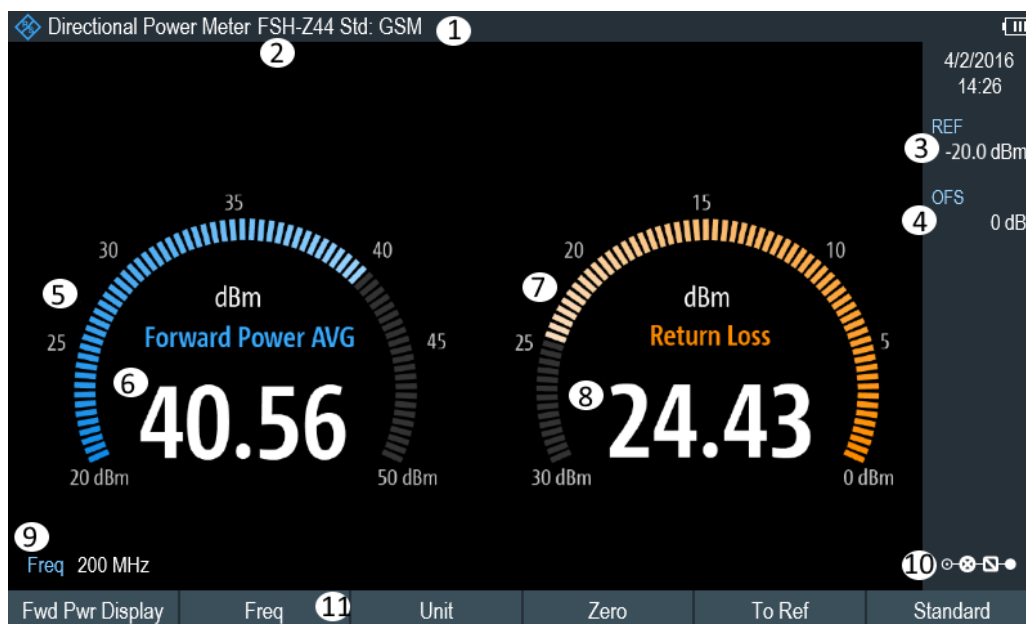 Directional Power Meter FSH-Z44 Std: GSM 1
2
4/2/2016
14:26
REF
3 -20.0 dBm
OFS
4 0 dB
35
30
40
5
dBm
25
Forward Power AVG
45
6 40.56
20 dBm
50 dBm
15
20
10
7
dBm
25
Return Loss
5
8 24.43
30 dBm
0 dBm
9
Freq 200 MHz
10
Fwd Pwr Display
Freq 11
Unit
Zero
To Ref
Standard